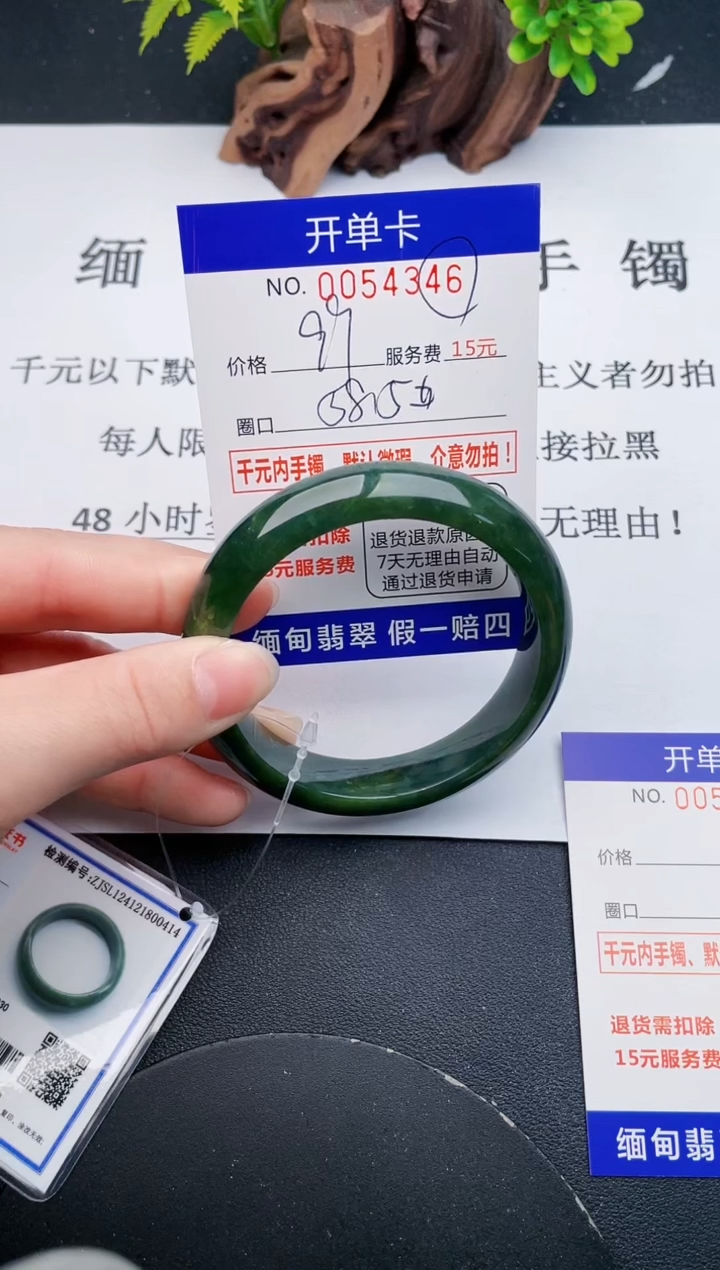 开单卡
NO. 0054346
价格 99 服务费 15元
圈口 58.5
千元内手镯、默认微瑕、介意勿拍！
扣除
元服务费
退货退款原因
7天无理由自动
通过退货申请
缅甸翡翠 假一赔四
缅 手 镯
千元以下默 主义者勿拍
每人限 接拉黑
48 小时 无理由！
检测编号:ZJSL124121800414
开单
NO. 005
价格
圈口
千元内手镯、默
退货需扣除
15元服务费
缅甸翡